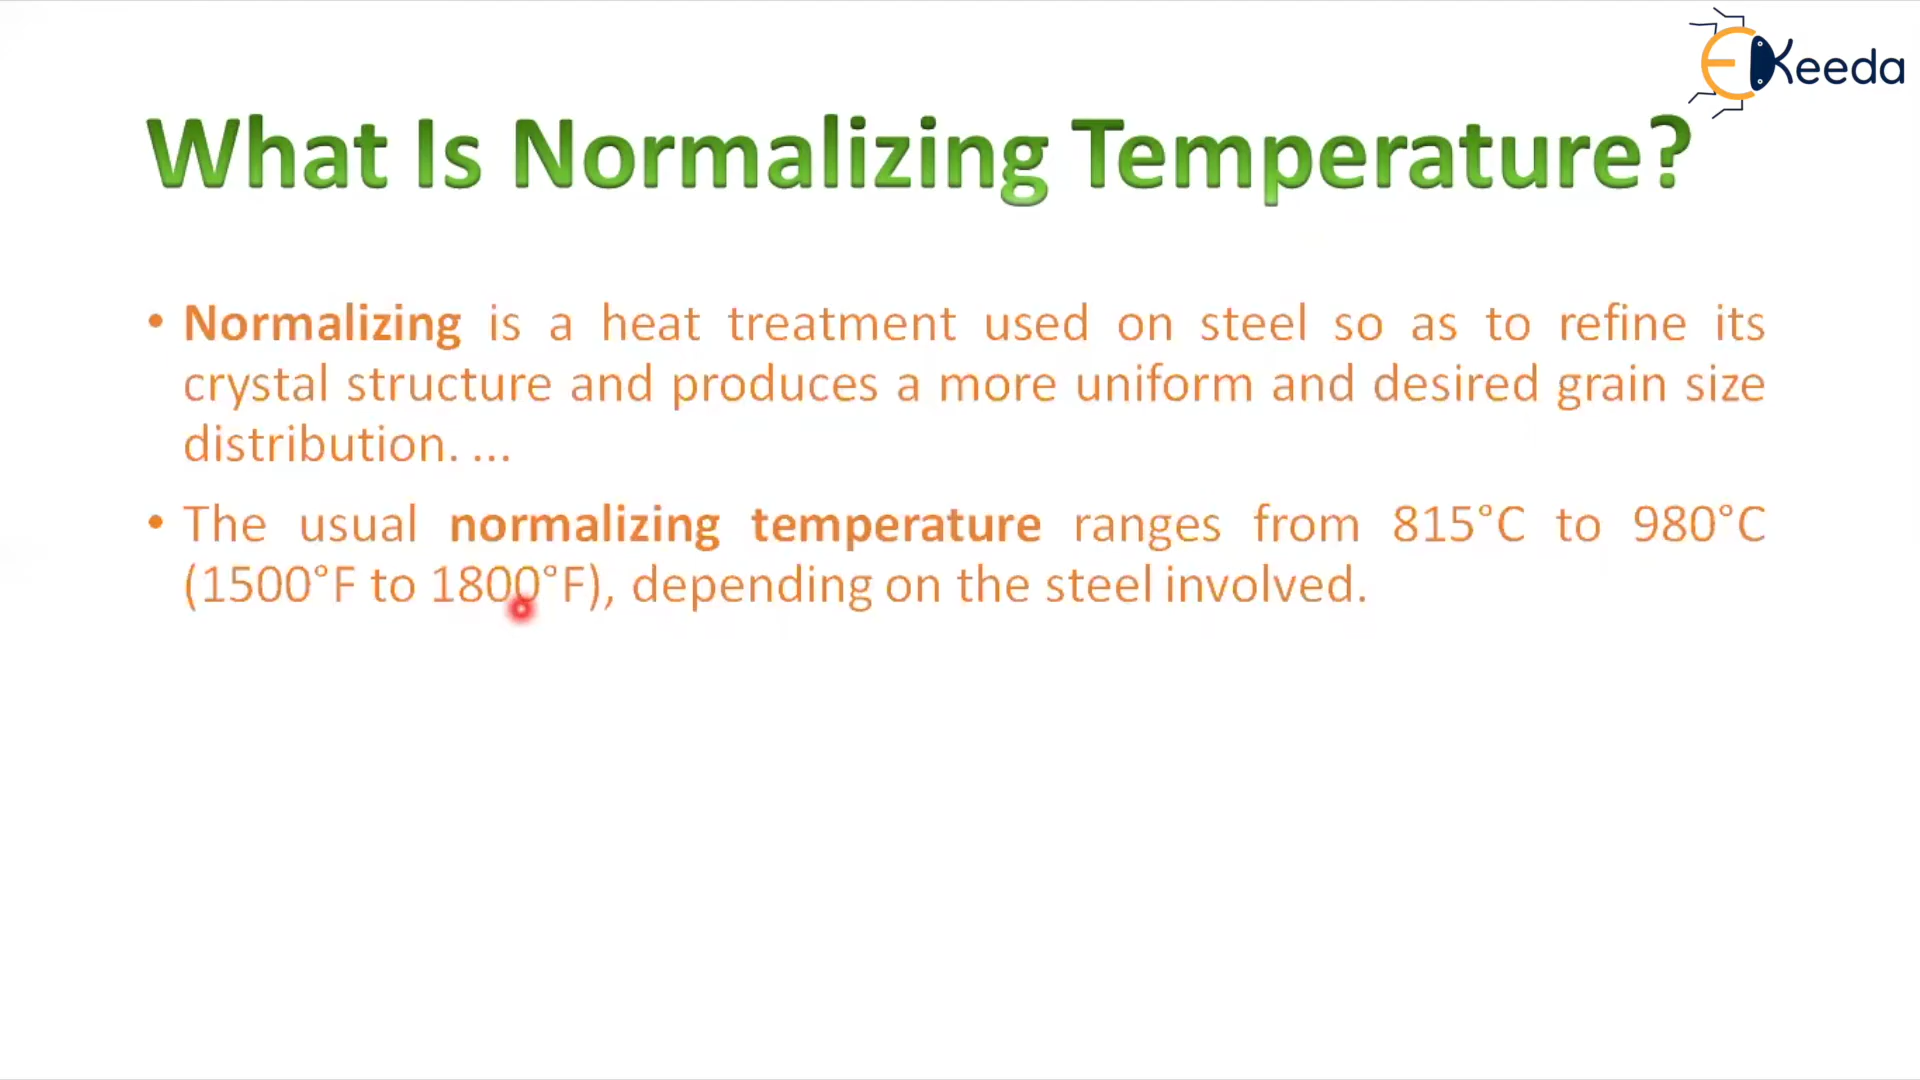 EKeeda
What Is Normalizing Temperature?
• Normalizing is a heat treatment used on steel so as to refine its
crystal structure and produces a more uniform and desired grain size
distribution. ...
• The usual normalizing temperature ranges from 815°C to 980°C
(1500°F to 1800°F), depending on the steel involved.